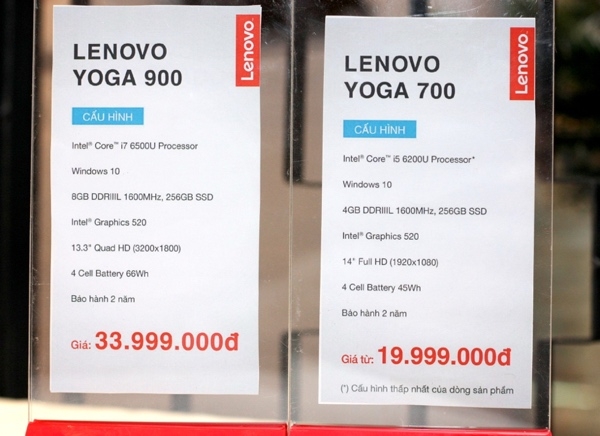 Lenovo
LENOVO
YOGA 900
CẤU HÌNH
Intel® Core™ i7 6500U Processor
Windows 10
8GB DDRIIIL 1600MHz, 256GB SSD
Intel® Graphics 520
13.3" Quad HD (3200x1800)
4 Cell Battery 66Wh
Bảo hành 2 năm
Giá: 33.999.000đ
Lenovo
LENOVO
YOGA 700
CẤU HÌNH
Intel® Core™ i5 6200U Processor*
Windows 10
4GB DDRIIIL 1600MHz, 256GB SSD
Intel® Graphics 520
14" Full HD (1920x1080)
4 Cell Battery 45Wh
Bảo hành 2 năm
Giá từ: 19.999.000đ
(*) Cấu hình thấp nhất của dòng sản phẩm